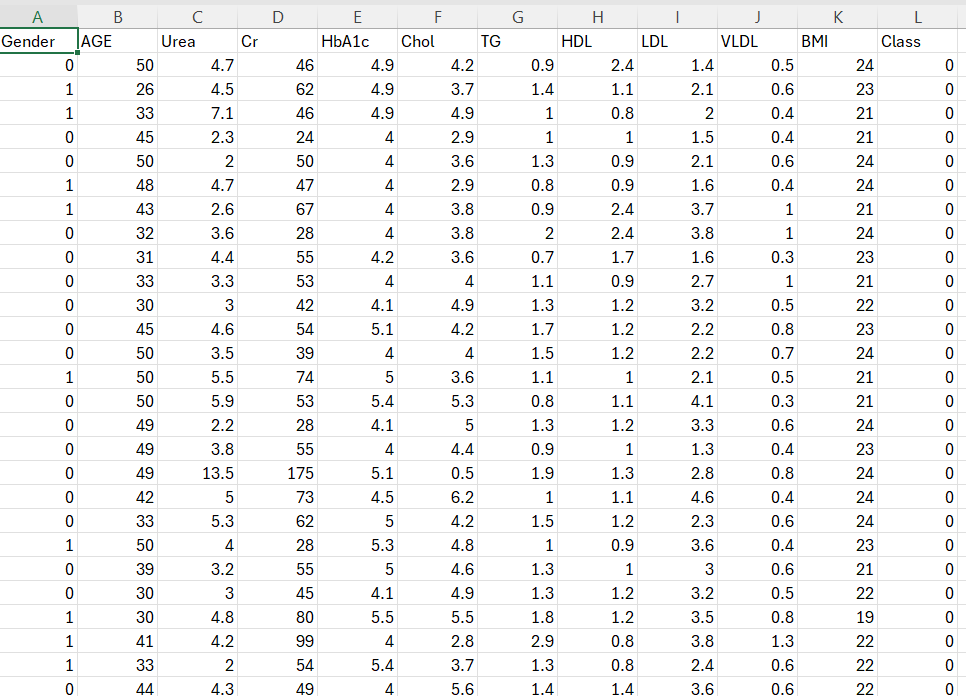 A B C D E F G H I J K L
Gender AGE Urea Cr HbA1c Chol TG HDL LDL VLDL BMI Class
0 50 4.7 46 4.9 4.2 0.9 2.4 1.4 0.5 24 0
1 26 4.5 62 4.9 3.7 1.4 1.1 2.1 0.6 23 0
1 33 7.1 46 4.9 4.9 1 0.8 2 0.4 21 0
0 45 2.3 24 4 2.9 1 1 1.5 0.4 21 0
0 50 2 50 4 3.6 1.3 0.9 2.1 0.6 24 0
1 48 4.7 47 4 2.9 0.8 0.9 1.6 0.4 24 0
1 43 2.6 67 4 3.8 0.9 2.4 3.7 1 21 0
0 32 3.6 28 4 3.8 2 2.4 3.8 1 24 0
0 31 4.4 55 4.2 3.6 0.7 1.7 1.6 0.3 23 0
0 33 3.3 53 4 4 1.1 0.9 2.7 1 21 0
0 30 3 42 4.1 4.9 1.3 1.2 3.2 0.5 22 0
0 45 4.6 54 5.1 4.2 1.7 1.2 2.2 0.8 23 0
0 50 3.5 39 4 4 1.5 1.2 2.2 0.7 24 0
1 50 5.5 74 5 3.6 1.1 1 2.1 0.5 21 0
0 50 5.9 53 5.4 5.3 0.8 1.1 4.1 0.3 21 0
0 49 2.2 28 4.1 5 1.3 1.2 3.3 0.6 24 0
0 49 3.8 55 4 4.4 0.9 1 1.3 0.4 23 0
0 49 13.5 175 5.1 0.5 1.9 1.3 2.8 0.8 24 0
0 42 5 73 4.5 6.2 1 1.1 4.6 0.4 24 0
0 33 5.3 62 5 4.2 1.5 1.2 2.3 0.6 24 0
1 50 4 28 5.3 4.8 1 0.9 3.6 0.4 23 0
0 39 3.2 55 5 4.6 1.3 1 3 0.6 21 0
0 30 3 45 4.1 4.9 1.3 1.2 3.2 0.5 22 0
1 30 4.8 80 5.5 5.5 1.8 1.2 3.5 0.8 19 0
1 41 4.2 99 4 2.8 2.9 0.8 3.8 1.3 22 0
1 33 2 54 5.4 3.7 1.3 0.8 2.4 0.6 22 0
0 44 4.3 49 4 5.6 1.4 1.4 3.6 0.6 22 0